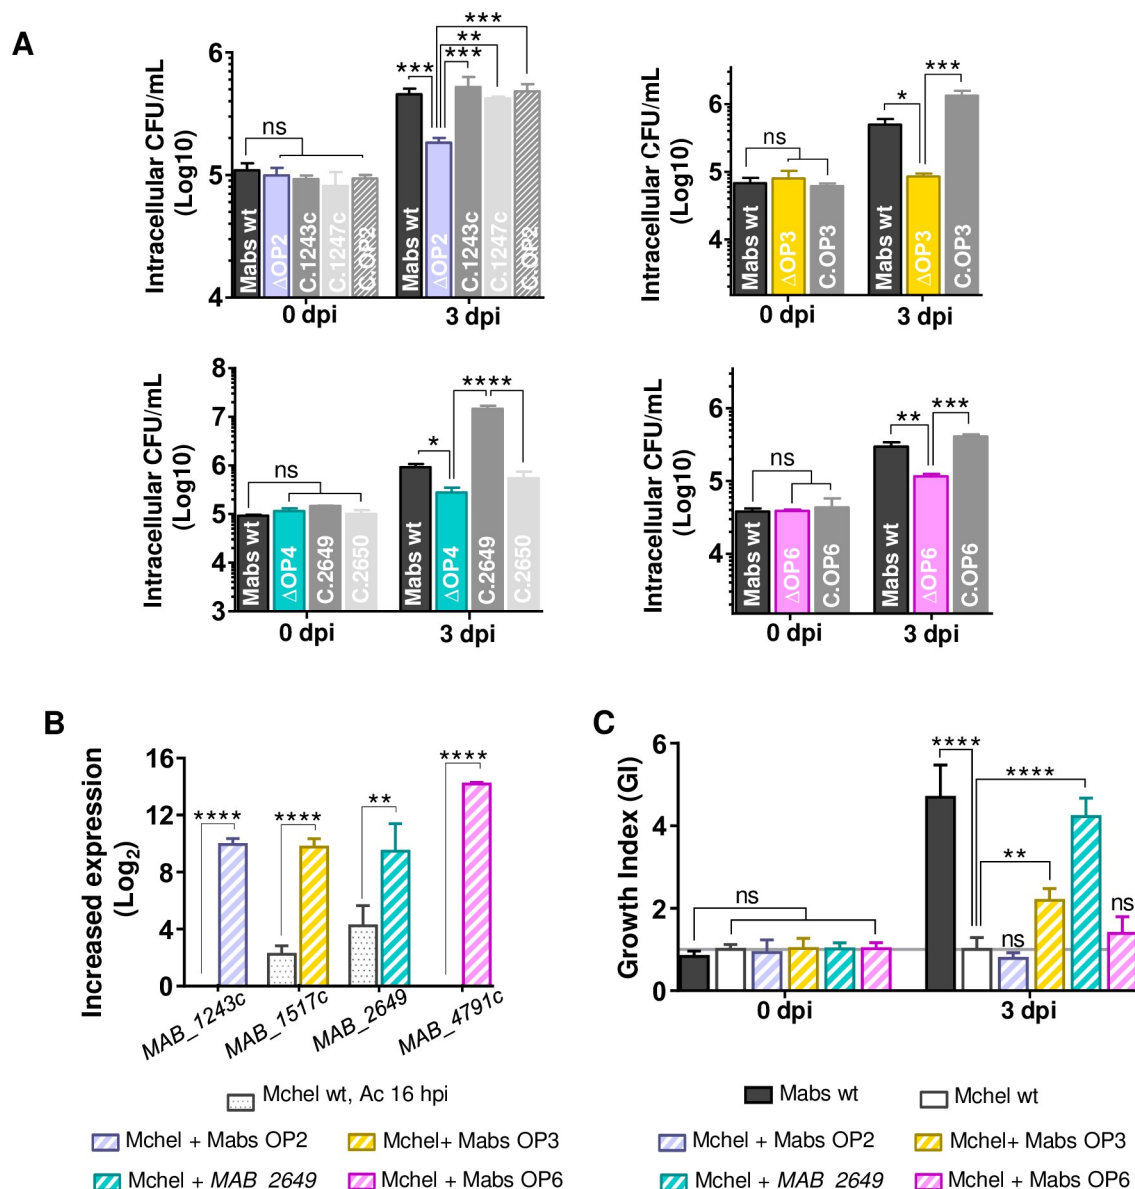 A
Intracellular CFU/mL
(Log10)
6
5
4
ns
***
***
**
***
Mabs wt
ΔOP2
C.1243c
C.1247c
C.OP2
Mabs wt
ΔOP2
C.1243c
C.1247c
C.OP2
0 dpi
3 dpi
Intracellular CFU/mL
(Log10)
6
5
4
ns
*
***
Mabs wt
ΔOP3
C.OP3
Mabs wt
ΔOP3
C.OP3
0 dpi
3 dpi
Intracellular CFU/mL
(Log10)
8
7
6
5
4
3
ns
*
****
Mabs wt
ΔOP4
C.2649
C.2650
Mabs wt
ΔOP4
C.2649
C.2650
0 dpi
3 dpi
Intracellular CFU/mL
(Log10)
6
5
4
ns
**
***
Mabs wt
ΔOP6
C.OP6
Mabs wt
ΔOP6
C.OP6
0 dpi
3 dpi
B
Increased expression
(Log2)
16
12
8
4
0
****
****
**
****
MAB_1243c
MAB_1517c
MAB_2649
MAB_4791c
Mchel wt, Ac 16 hpi
Mchel + Mabs OP2
Mchel+ Mabs OP3
Mchel + MAB_2649
Mchel + Mabs OP6
C
Growth Index (GI)
6
4
2
0
ns
****
****
**
ns
ns
0 dpi
3 dpi
Mabs wt
Mchel wt
Mchel + Mabs OP2
Mchel+ Mabs OP3
Mchel + MAB_2649
Mchel + Mabs OP6